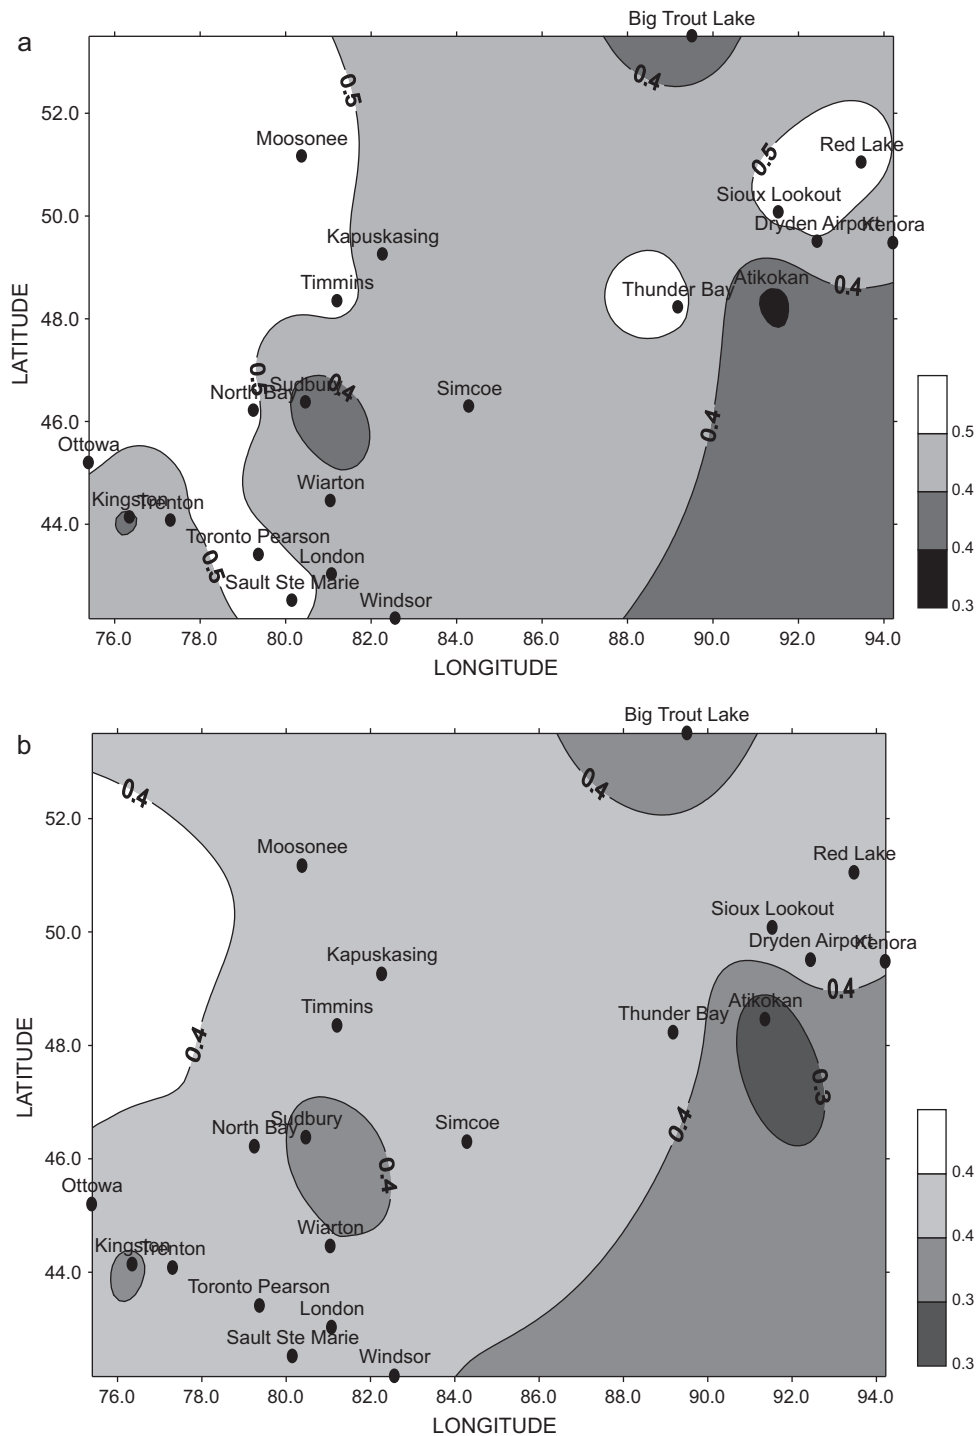 a
Big Trout Lake
0.4
0.5
52.0
Moosonee
Red Lake
0.5
Sioux Lookout
50.0
Dryden Airport
Kenora
Kapuskasing
Timmins
Thunder Bay
Atikokan
0.4
48.0
LATITUDE
0.5
Sudbury
0.4
North Bay
Simcoe
0.4
46.0
Ottowa
0.5
0.4
0.4
0.3
Wiarton
Kingston
Trenton
44.0
Toronto Pearson
London
0.5
Sault Ste Marie
Windsor
76.0 78.0 80.0 82.0 84.0 86.0 88.0 90.0 92.0 94.0
LONGITUDE
b
Big Trout Lake
0.4
0.4
52.0
Moosonee
Red Lake
Sioux Lookout
50.0
Dryden Airport
Kenora
Kapuskasing
0.4
Timmins
Thunder Bay
Atikokan
0.4
48.0
LATITUDE
0.3
Sudbury
North Bay
Simcoe
0.4
46.0
0.4
Ottowa
0.4
0.4
0.3
0.3
Wiarton
Kingston
Trenton
44.0
Toronto Pearson
London
Sault Ste Marie
Windsor
76.0 78.0 80.0 82.0 84.0 86.0 88.0 90.0 92.0 94.0
LONGITUDE